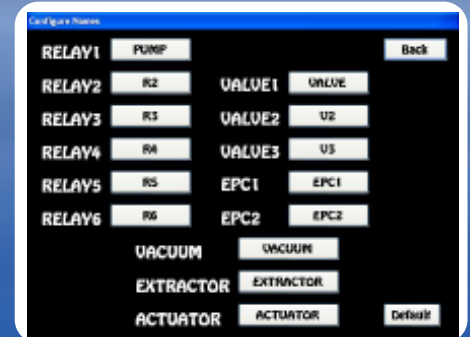 Configure Names
RELAY1 PUMP Back
RELAY2 R2 VALVE1 VALVE
RELAY3 R3 VALVE2 V2
RELAY4 R4 VALVE3 V3
RELAY5 R5 EPC1 EPC1
RELAY6 R6 EPC2 EPC2
VACUUM VACUUM
EXTRACTOR EXTRACTOR
ACTUATOR ACTUATOR Default